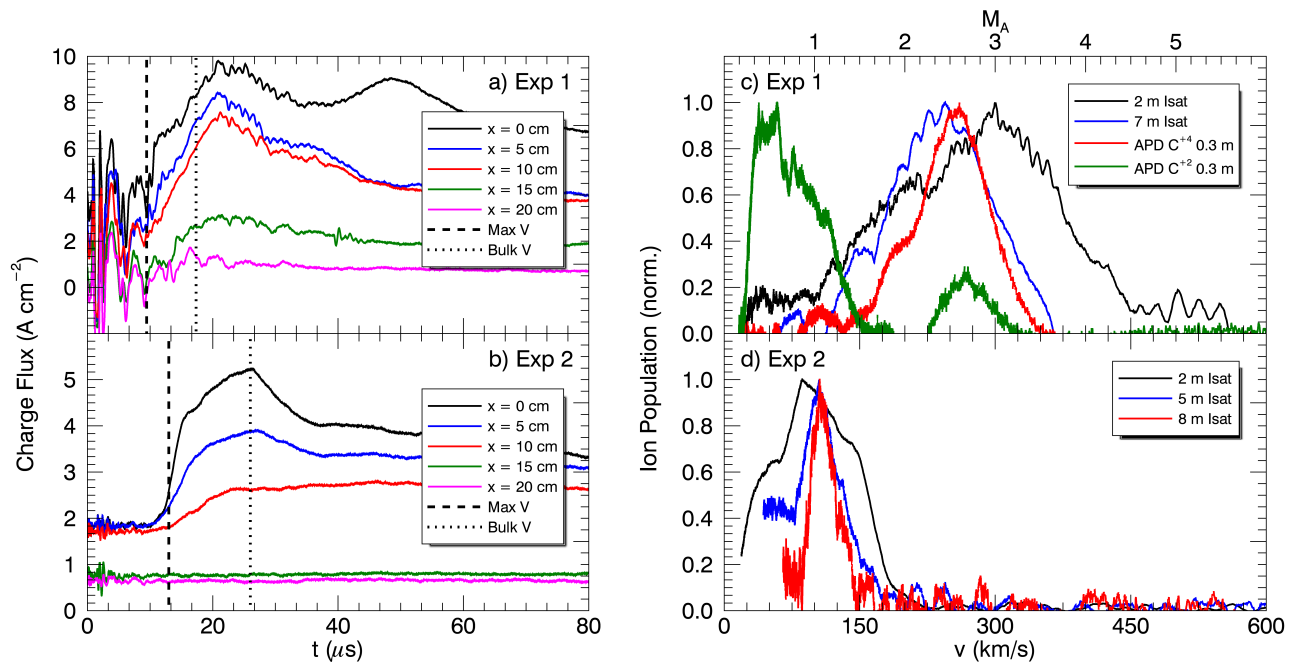 a) Exp 1
10
8
6
4
2
0
x = 0 cm
x = 5 cm
x = 10 cm
x = 15 cm
x = 20 cm
Max V
Bulk V
b) Exp 2
5
4
3
2
1
0
x = 0 cm
x = 5 cm
x = 10 cm
x = 15 cm
x = 20 cm
Max V
Bulk V
Charge Flux (A cm⁻²)
0 20 40 60 80
t (μs)
M_A
1 2 3 4 5
c) Exp 1
1.0
0.8
0.6
0.4
0.2
0.0
2 m Isat
7 m Isat
APD C⁺⁴ 0.3 m
APD C⁺² 0.3 m
d) Exp 2
1.0
0.8
0.6
0.4
0.2
0.0
2 m Isat
5 m Isat
8 m Isat
Ion Population (norm.)
0 150 300 450 600
v (km/s)